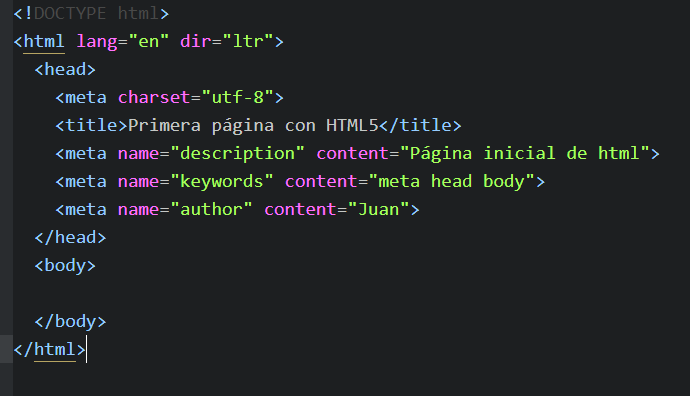 <!DOCTYPE html>
<html lang="en" dir="ltr">
<head>
<meta charset="utf-8">
<title>Primera página con HTML5</title>
<meta name="description" content="Página inicial de html">
<meta name="keywords" content="meta head body">
<meta name="author" content="Juan">
</head>
<body>
</body>
</html>